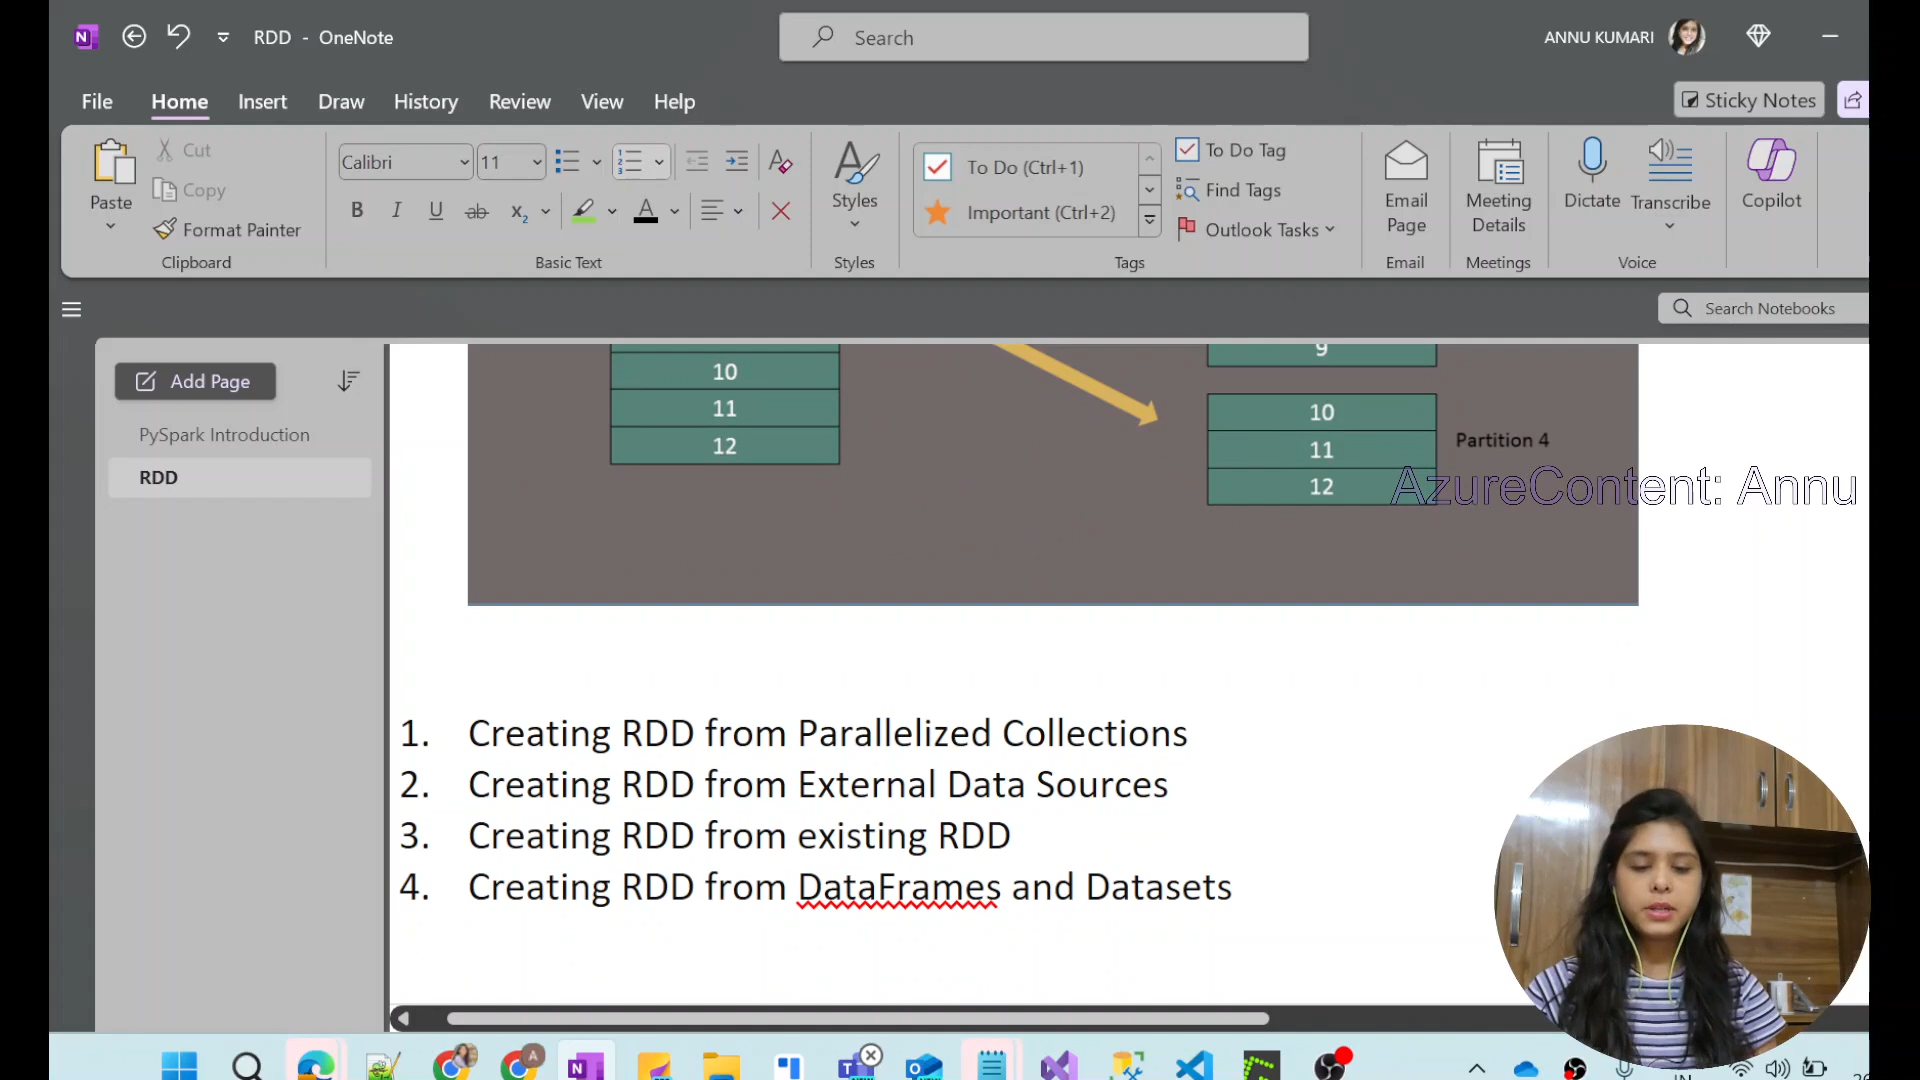 RDD - OneNote
Search
ANNU KUMARI
File Home Insert Draw History Review View Help
Sticky Notes
Paste
Cut
Copy
Format Painter
Clipboard
Calibri 11
Basic Text
Styles
Styles
To Do (Ctrl+1)
Important (Ctrl+2)
To Do Tag
Find Tags
Outlook Tasks
Tags
Email Page
Email
Meeting Details
Meetings
Dictate Transcribe
Voice
Copilot
Search Notebooks
Add Page
PySpark Introduction
RDD
10
11
12
9
10
11
12
Partition 4
AzureContent: Annu
1. Creating RDD from Parallelized Collections
2. Creating RDD from External Data Sources
3. Creating RDD from existing RDD
4. Creating RDD from DataFrames and Datasets